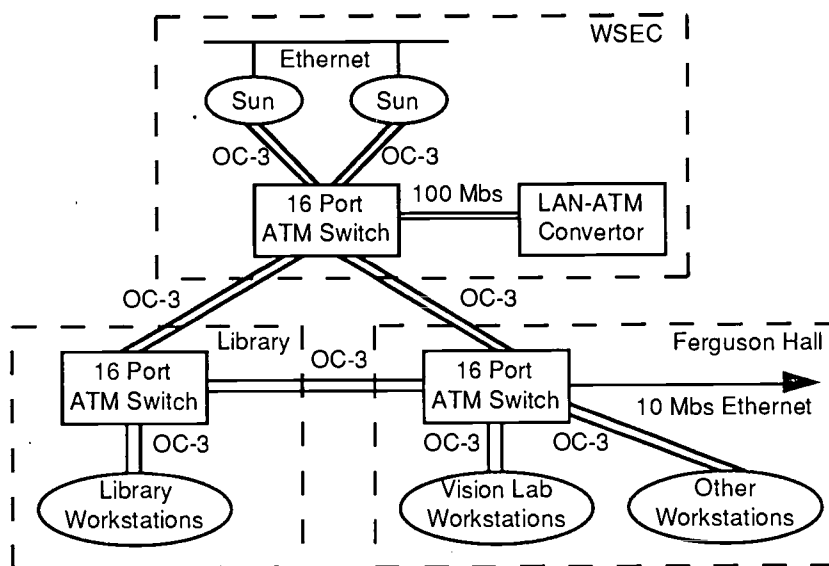 WSEC
Ethernet
Sun
Sun
OC-3
OC-3
16 Port
ATM Switch
100 Mbs
LAN-ATM
Convertor
OC-3
OC-3
Library
Ferguson Hall
16 Port
ATM Switch
OC-3
16 Port
ATM Switch
10 Mbs Ethernet
OC-3
OC-3
OC-3
Library
Workstations
Vision Lab
Workstations
Other
Workstations